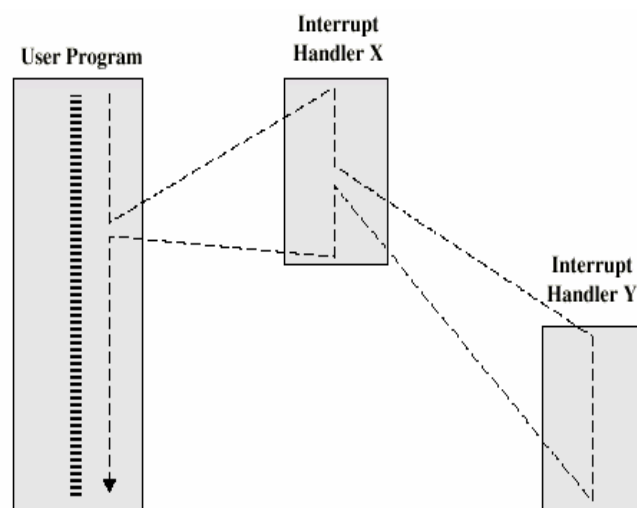 User Program
Interrupt
Handler X
Interrupt
Handler Y